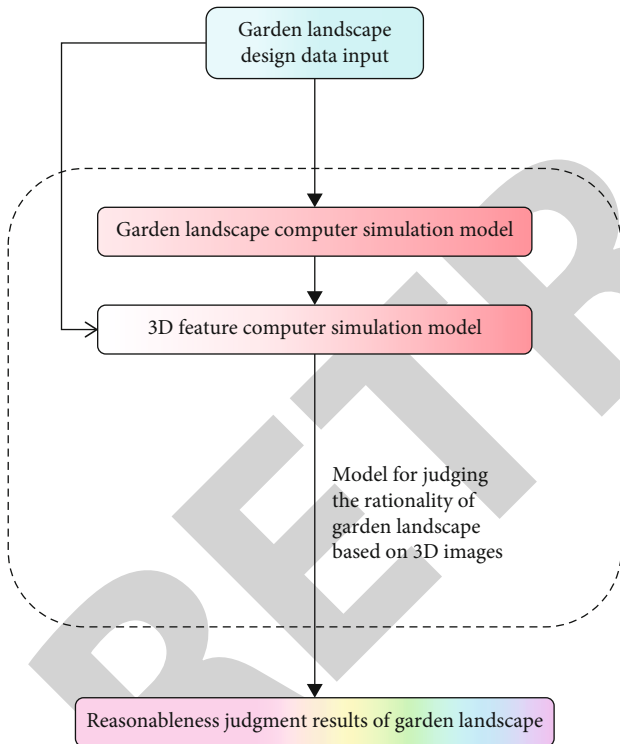 Garden landscape
design data input
Garden landscape computer simulation model
3D feature computer simulation model
Model for judging
the rationality of
garden landscape
based on 3D images
Reasonableness judgment results of garden landscape
RETR